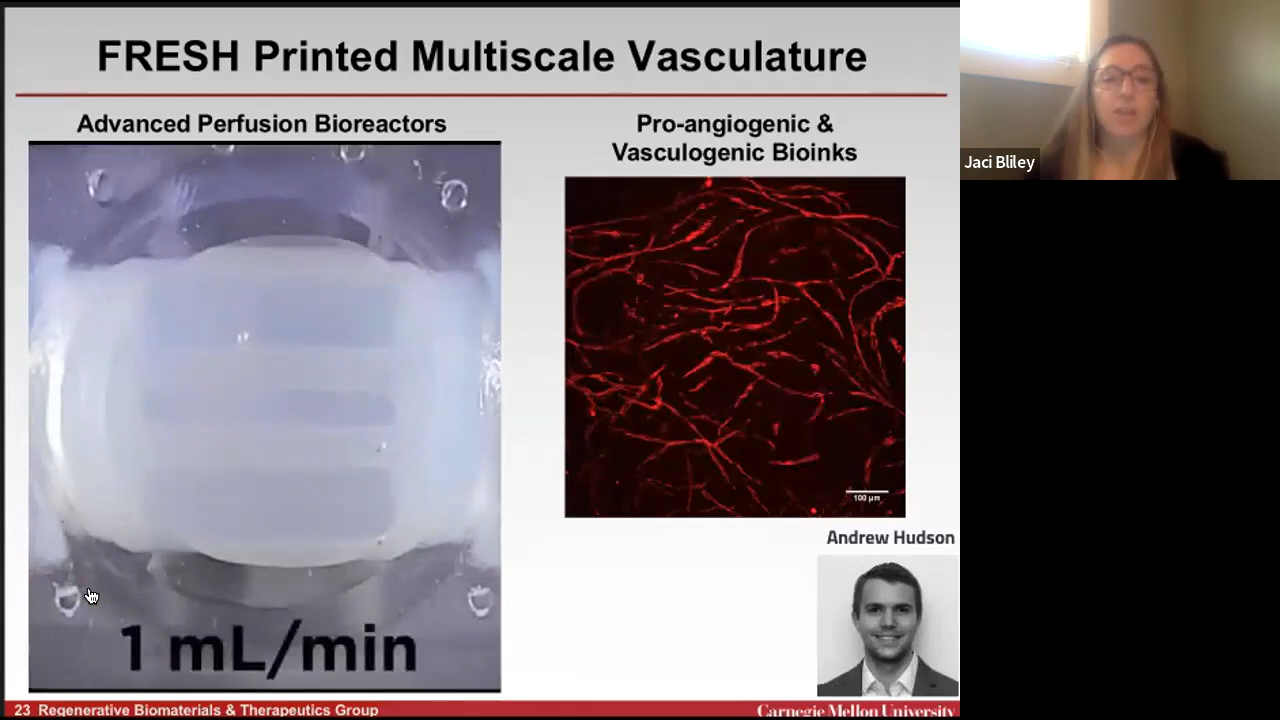 FRESH Printed Multiscale Vasculature
Advanced Perfusion Bioreactors
Pro-angiogenic &
Vasculogenic Bioinks
100 µm
1 mL/min
Andrew Hudson
23 Regenerative Biomaterials & Therapeutics Group
Carnegie Mellon University
Jaci Bliley